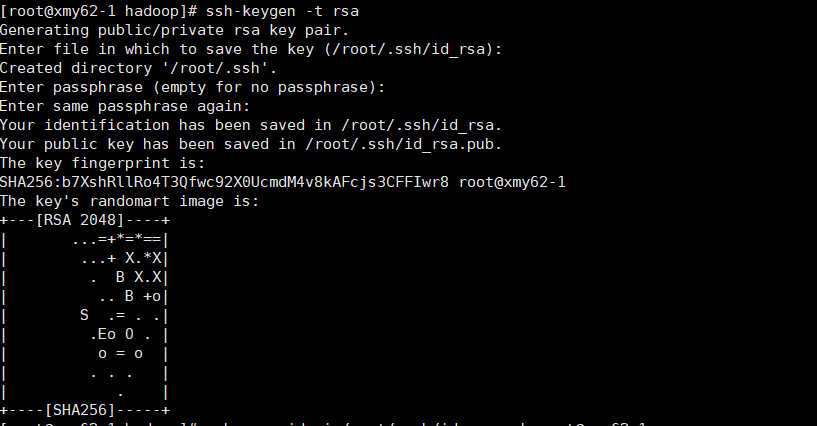 [root@xmy62-1 hadoop]# ssh-keygen -t rsa
Generating public/private rsa key pair.
Enter file in which to save the key (/root/.ssh/id_rsa):
Created directory '/root/.ssh'.
Enter passphrase (empty for no passphrase):
Enter same passphrase again:
Your identification has been saved in /root/.ssh/id_rsa.
Your public key has been saved in /root/.ssh/id_rsa.pub.
The key fingerprint is:
SHA256:b7XshRllRo4T3Qfwc92X0UcmdM4v8kAFcjs3CFFIwr8 root@xmy62-1
The key's randomart image is:
+---[RSA 2048]----+
|       ...=+*=*==|
|        ...+ X.*X|
|         .  B X.X|
|          .. B +o|
|        S  .= . .|
|         .Eo O . |
|          o = o  |
|         . . .   |
|            .    |
+----[SHA256]-----+